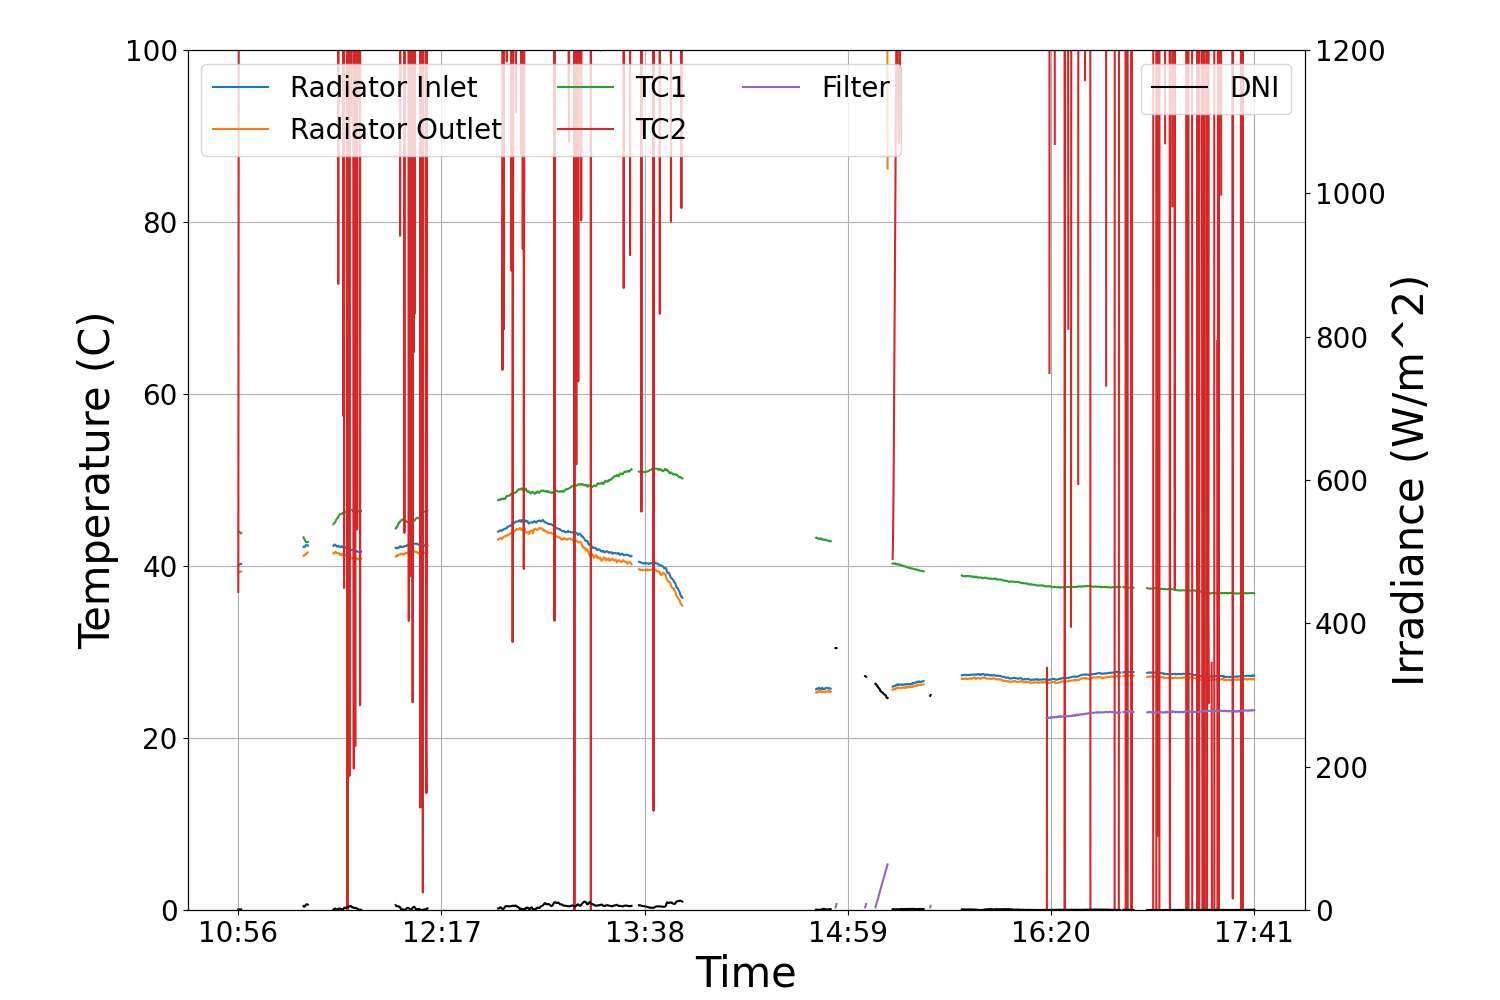 Radiator Inlet
Radiator Outlet
TC1
TC2
Filter
DNI
Temperature (C)
100
80
60
40
20
0
1200
1000
800
600
400
200
0
Irradiance (W/m^2)
10:56 12:17 13:38 14:59 16:20 17:41
Time